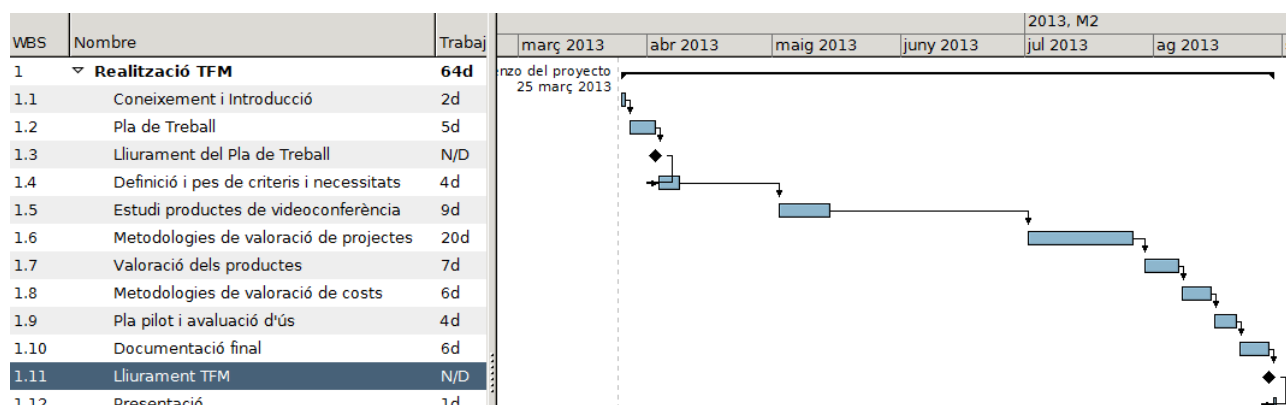 2013, M2
WBS Nombre Trabaj març 2013 abr 2013 maig 2013 juny 2013 jul 2013 ag 2013
1 Realització TFM 64d nzo del proyecto
25 març 2013
1.1 Coneixement i Introducció 2d
1.2 Pla de Treball 5d
1.3 Lliurament del Pla de Treball N/D
1.4 Definició i pes de criteris i necessitats 4d
1.5 Estudi productes de videoconferència 9d
1.6 Metodologies de valoració de projectes 20d
1.7 Valoració dels productes 7d
1.8 Metodologies de valoració de costs 6d
1.9 Pla pilot i avaluació d'ús 4d
1.10 Documentació final 6d
1.11 Lliurament TFM N/D
1.12 Presentació 1d